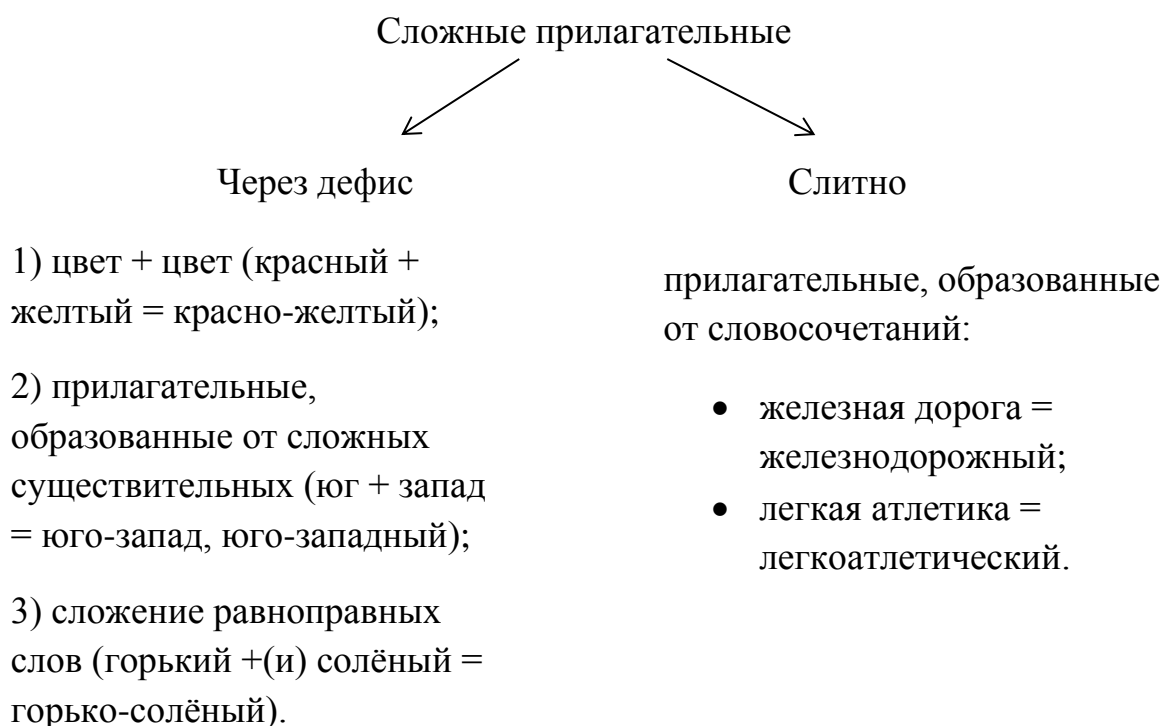 Сложные прилагательные
Через дефис
1) цвет + цвет (красный +
желтый = красно-желтый);
2) прилагательные,
образованные от сложных
существительных (юг + запад
= юго-запад, юго-западный);
3) сложение равноправных
слов (горький +(и) солёный =
горько-солёный).
Слитно
прилагательные, образованные
от словосочетаний:
• железная дорога =
железнодорожный;
• легкая атлетика =
легкоатлетический.